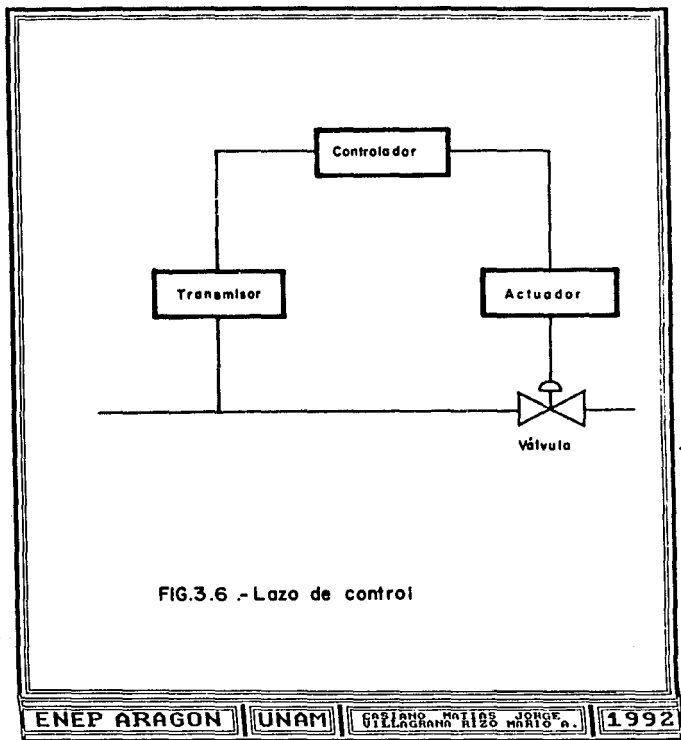 Controlador
Transmisor
Actuador
Válvula
FIG.3.6 .- Lazo de control
ENEP ARAGON UNAM CASIANO MATIAS JORGE 1992
VILLAGRANA RIZO MARIO A.